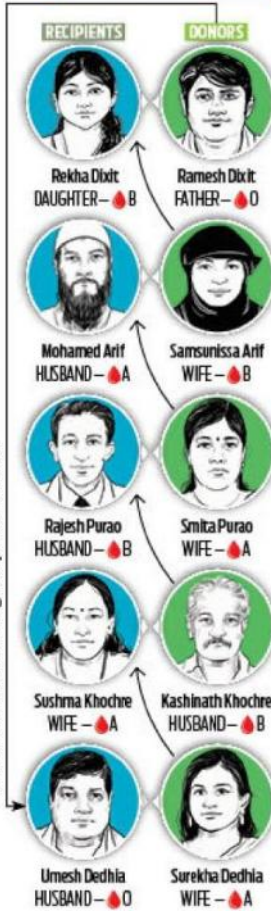 RECIPIENTS DONORS
Rekha Dixit Ramesh Dixit
DAUGHTER – B FATHER – O
Mohamed Arif Samsunissa Arif
HUSBAND – A WIFE – B
Rajesh Purao Smita Purao
HUSBAND – B WIFE – A
Sushma Khochre Kashinath Khochre
WIFE – A HUSBAND – B
Umesh Dedhia Surekha Dedhia
HUSBAND – O WIFE – A